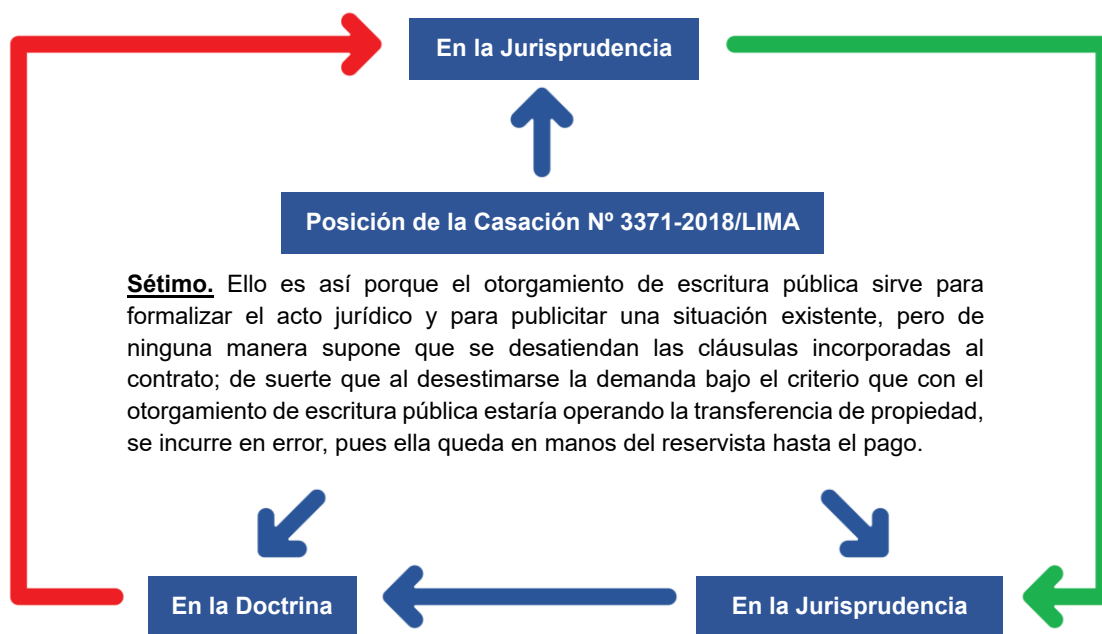 En la Jurisprudencia
Posición de la Casación Nº 3371-2018/LIMA
Sétimo. Ello es así porque el otorgamiento de escritura pública sirve para
formalizar el acto jurídico y para publicitar una situación existente, pero de
ninguna manera supone que se desatiendan las cláusulas incorporadas al
contrato; de suerte que al desestimarse la demanda bajo el criterio que con el
otorgamiento de escritura pública estaría operando la transferencia de propiedad,
se incurre en error, pues ella queda en manos del reservista hasta el pago.
En la Doctrina
En la Jurisprudencia